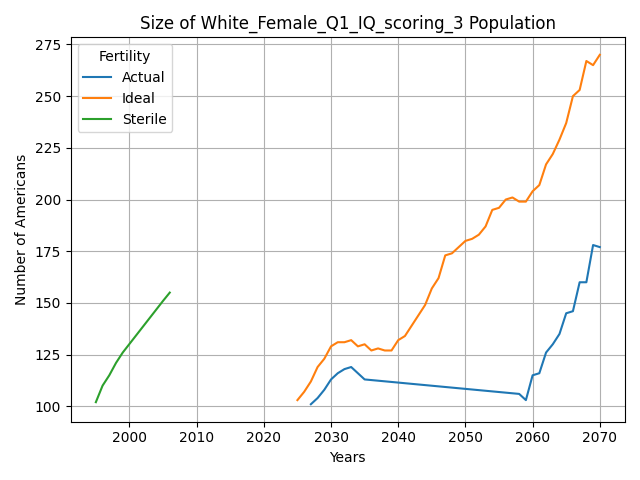 Size of White_Female_Q1_IQ_scoring_3 Population
Fertility
Actual
Ideal
Sterile
Number of Americans
275
250
225
200
175
150
125
100
2000 2010 2020 2030 2040 2050 2060 2070
Years